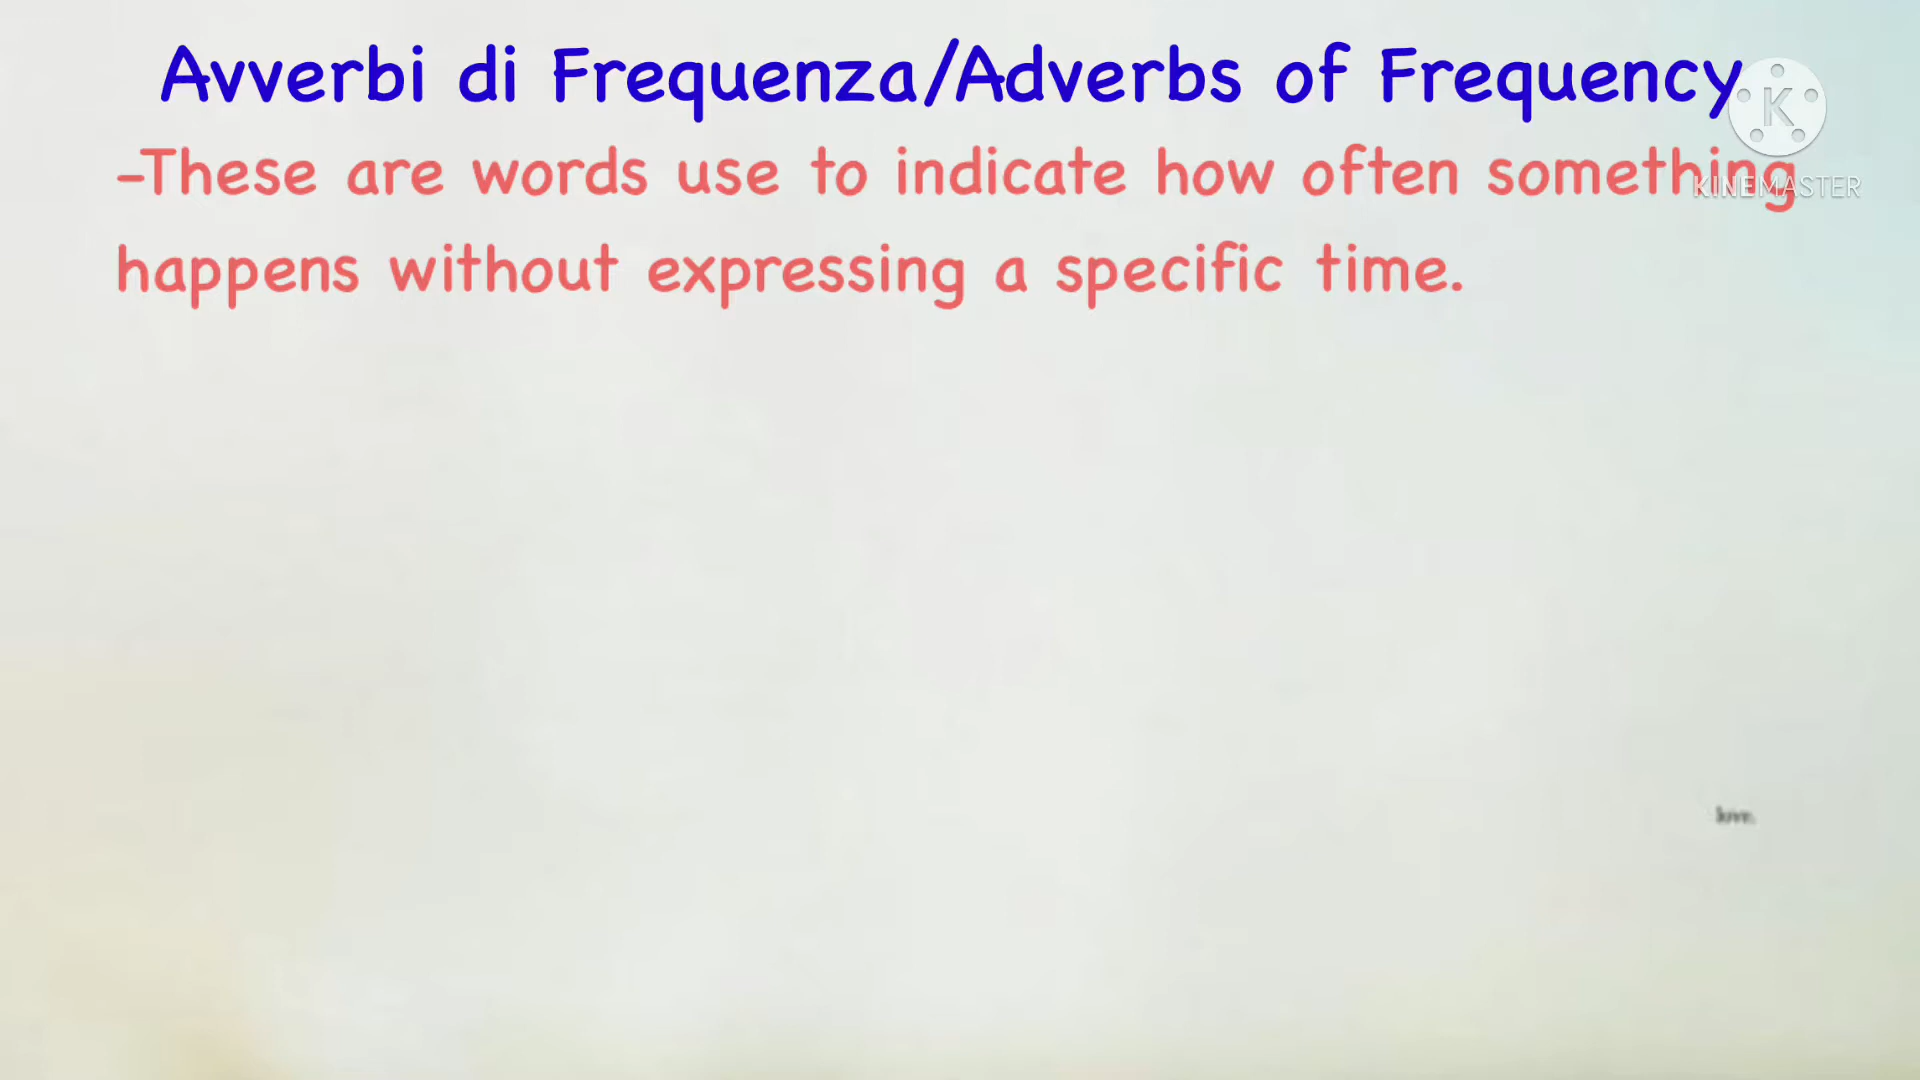 Avverbi di Frequenza/Adverbs of Frequency
K
-These are words use to indicate how often something
KINEMASTER
happens without expressing a specific time.